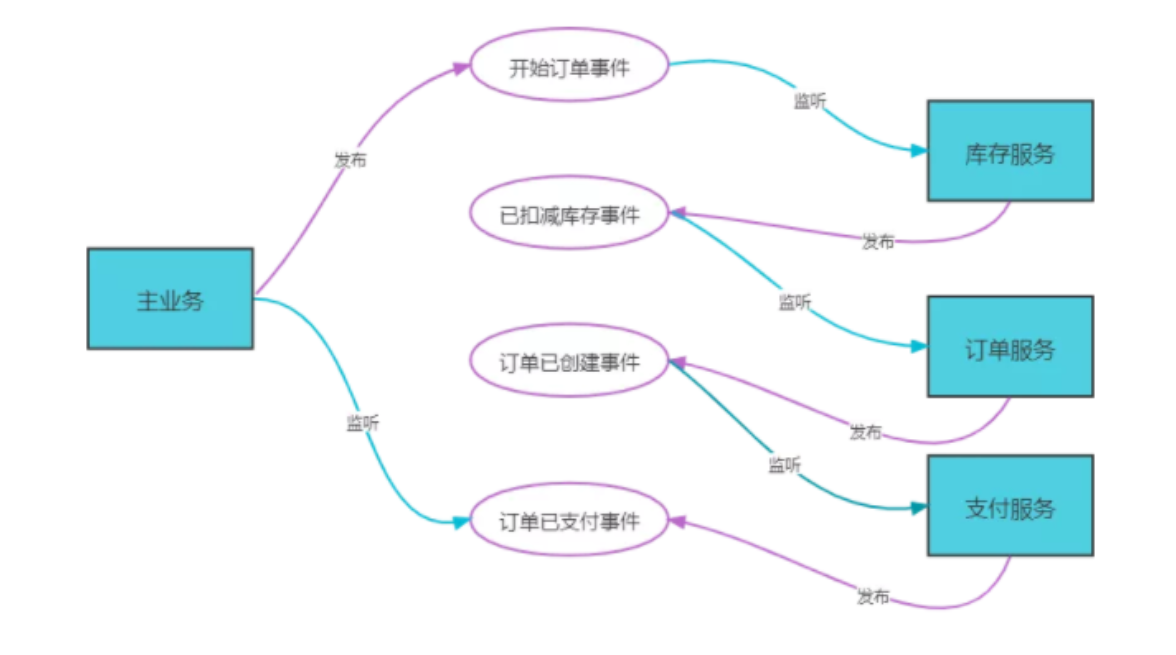 开始订单事件
监听
库存服务
发布
已扣减库存事件
发布
主业务
监听
订单服务
订单已创建事件
监听
发布
监听
支付服务
订单已支付事件
发布